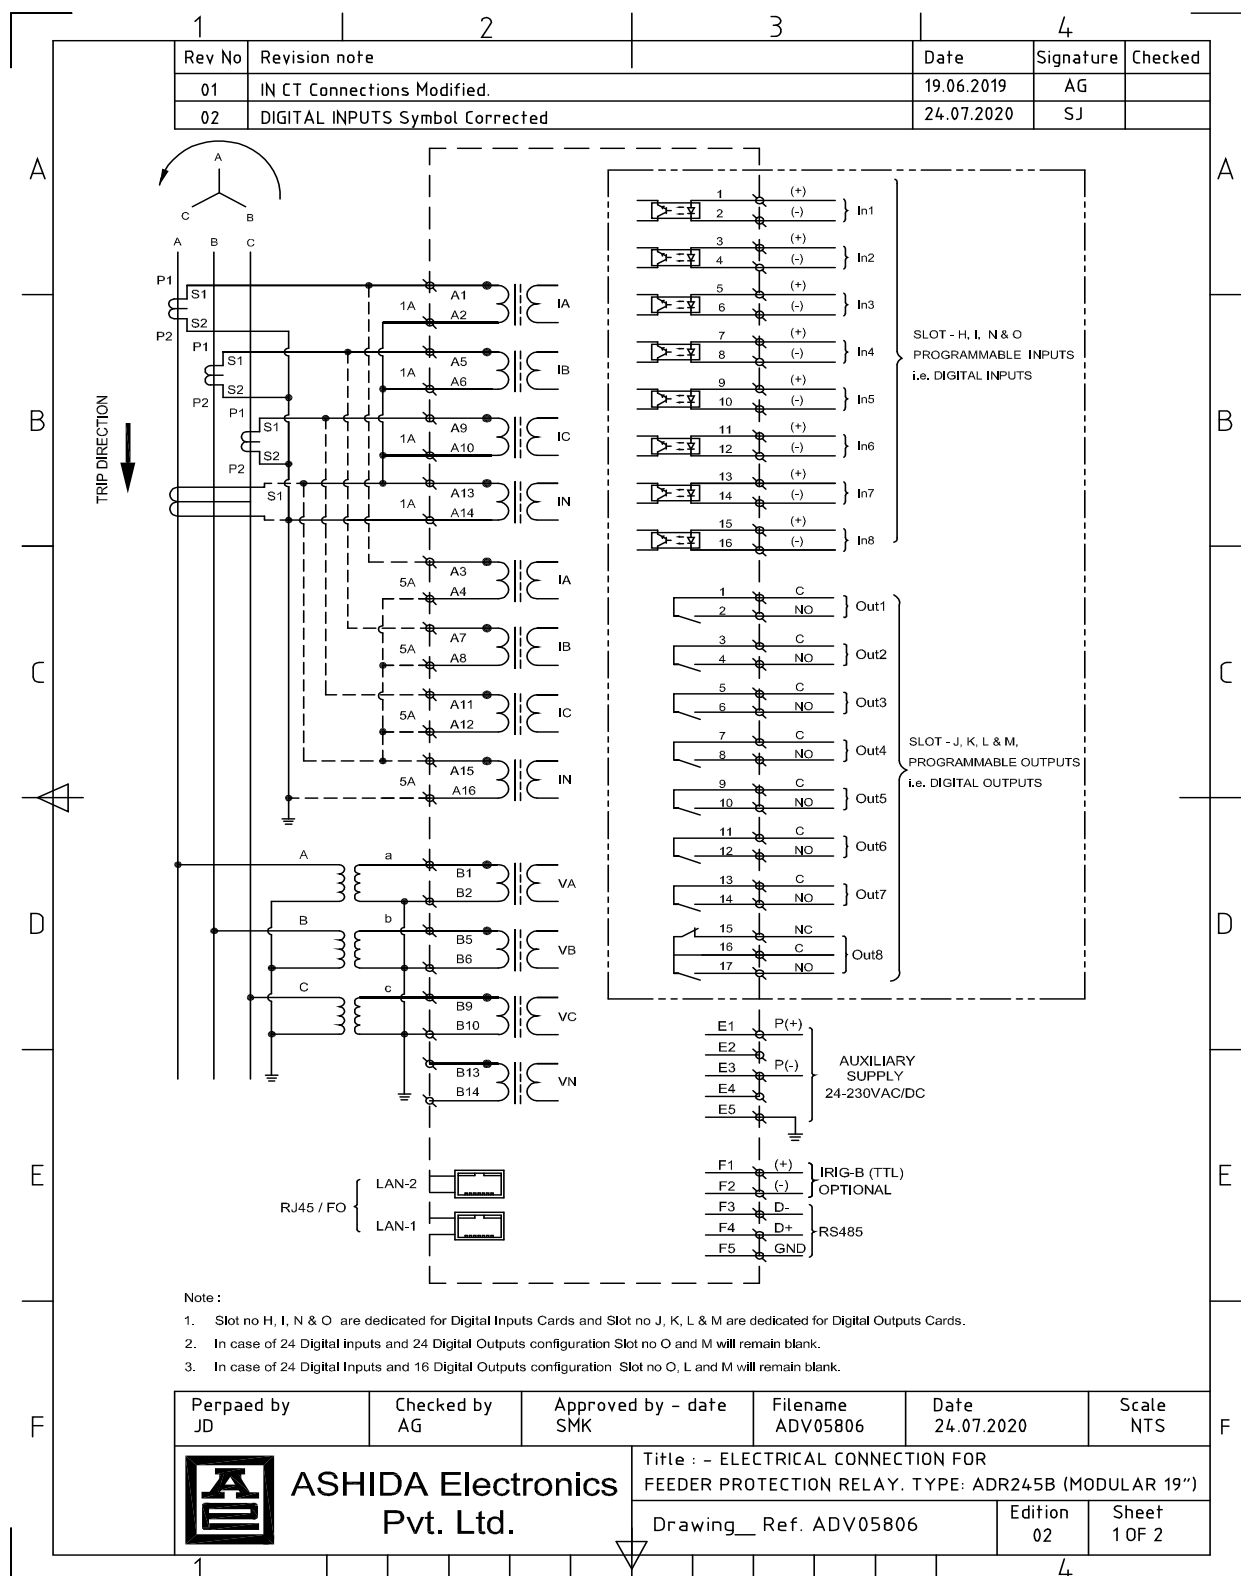 1 2 3 4
Rev No Revision note Date Signature Checked
01 IN CT Connections Modified. 19.06.2019 AG
02 DIGITAL INPUTS Symbol Corrected 24.07.2020 SJ
A A
A
C B
A B C
P1 S1
S2
P2
P1 S1
S2
P2
P1 S1
S2
P2
S1
TRIP DIRECTION
B B
1A A1 IA
A2
1A A5 IB
A6
1A A9 IC
A10
1A A13 IN
A14
5A A3 IA
A4
5A A7 IB
A8
5A A11 IC
A12
5A A15 IN
A16
C C
A a B1 VA
B2
B b B5 VB
B6
C c B9 VC
B10
B13 VN
B14
D D
1 (+)
2 (-) In1
3 (+)
4 (-) In2
5 (+)
6 (-) In3
7 (+)
8 (-) In4
9 (+)
10 (-) In5
11 (+)
12 (-) In6
13 (+)
14 (-) In7
15 (+)
16 (-) In8
SLOT - H, I, N & O
PROGRAMMABLE INPUTS
i.e. DIGITAL INPUTS
1 C
2 NO Out1
3 C
4 NO Out2
5 C
6 NO Out3
7 C
8 NO Out4
9 C
10 NO Out5
11 C
12 NO Out6
13 C
14 NO Out7
15 NC
16 C Out8
17 NO
SLOT - J, K, L & M,
PROGRAMMABLE OUTPUTS
i.e. DIGITAL OUTPUTS
E1 P(+)
E2
E3 P(-)
E4
E5
AUXILIARY
SUPPLY
24-230VAC/DC
E E
RJ45 / FO LAN-2
LAN-1
F1 (+)
F2 (-)
IRIG-B (TTL)
OPTIONAL
F3 D-
F4 D+
F5 GND
RS485
Note :
1. Slot no H, I, N & O are dedicated for Digital Inputs Cards and Slot no J, K, L & M are dedicated for Digital Outputs Cards.
2. In case of 24 Digital inputs and 24 Digital Outputs configuration Slot no O and M will remain blank.
3. In case of 24 Digital Inputs and 16 Digital Outputs configuration Slot no O, L and M will remain blank.
F F
Perpaed by Checked by Approved by - date Filename Date Scale
JD AG SMK ADV05806 24.07.2020 NTS
ASHIDA Electronics
Pvt. Ltd.
Title : - ELECTRICAL CONNECTION FOR
FEEDER PROTECTION RELAY. TYPE: ADR245B (MODULAR 19")
Drawing__ Ref. ADV05806
Edition Sheet
02 1 OF 2
1 4